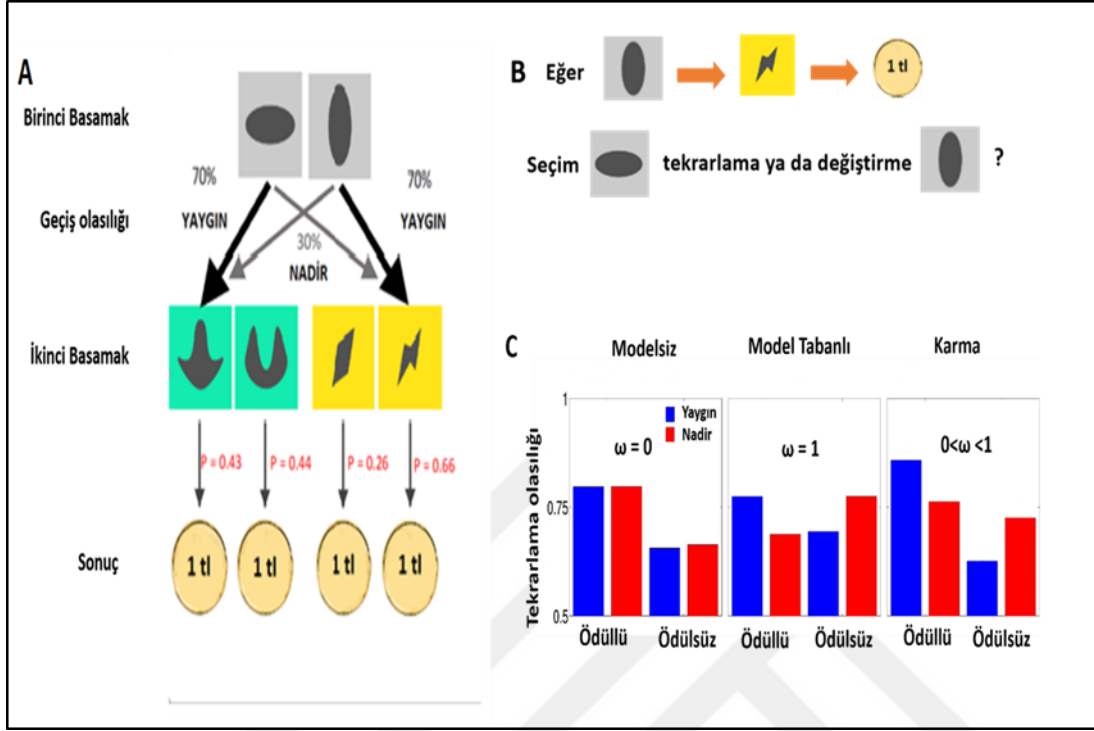 A
Birinci Basamak
70%
70%
YAYGIN
YAYGIN
Geçiş olasılığı
30%
NADİR
İkinci Basamak
P = 0.43
P = 0.44
P = 0.26
P = 0.66
Sonuç
1 tl
1 tl
1 tl
1 tl
B
Eğer
1 tl
Seçim
tekrarlama ya da değiştirme
?
C
Modelsiz
Model Tabanlı
Karma
Tekrarlama olasılığı
1
0.75
0.5
Yaygın
Nadir
ω = 0
ω = 1
0<ω <1
Ödüllü
Ödülsüz
Ödüllü
Ödülsüz
Ödüllü
Ödülsüz